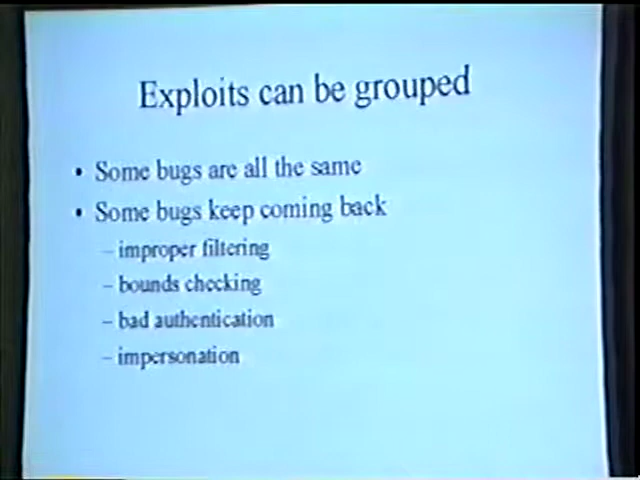 Exploits can be grouped
• Some bugs are all the same
• Some bugs keep coming back
– improper filtering
– bounds checking
– bad authentication
– impersonation